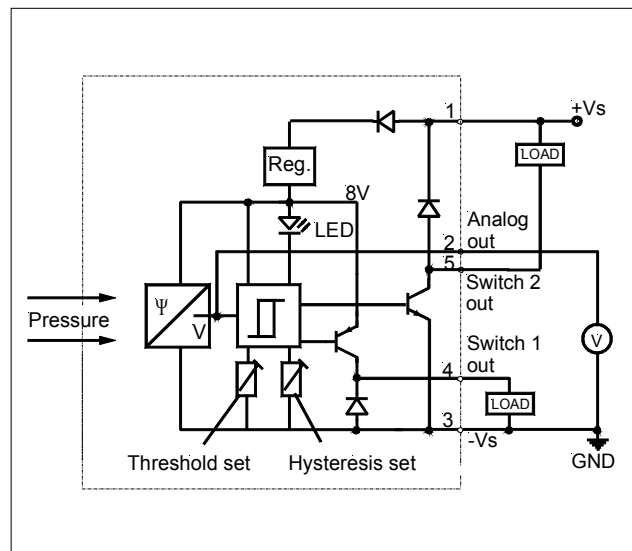 1
+Vs
LOAD
Reg.
8V
LED
Analog
out
2
5
Switch 2
out
Ψ
V
Pressure
Switch 1
out
4
V
LOAD
3
-Vs
GND
Threshold set
Hysteresis set